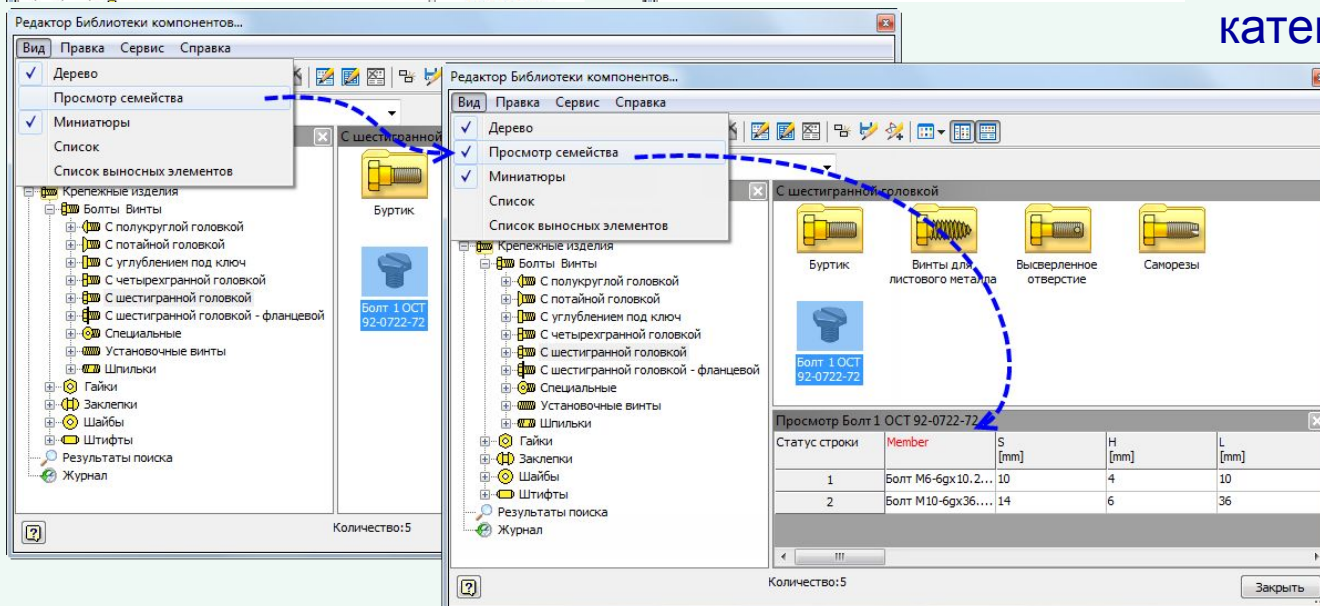 кате
Редактор Библиотеки компонентов...
Вид Правка Сервис Справка
Дерево
Просмотр семейства
Миниатюры
Список
Список выносных элементов
С шестигранной
Крепежные изделия
Болты Винты
С полукруглой головкой
С потайной головкой
С углублением под ключ
С четырехгранной головкой
С шестигранной головкой
С шестигранной головкой - фланцевой
Специальные
Установочные винты
Шпильки
Гайки
Заклепки
Шайбы
Штифты
Результаты поиска
Журнал
Буртик
Болт 1 ОСТ
92-0722-72
Количество:5
Редактор Библиотеки компонентов...
Вид Правка Сервис Справка
Дерево
Просмотр семейства
Миниатюры
Список
Список выносных элементов
С шестигранной головкой
Крепежные изделия
Болты Винты
С полукруглой головкой
С потайной головкой
С углублением под ключ
С четырехгранной головкой
С шестигранной головкой
С шестигранной головкой - фланцевой
Специальные
Установочные винты
Шпильки
Гайки
Заклепки
Шайбы
Штифты
Результаты поиска
Журнал
Буртик
Винты для
листового металла
Высверленное
отверстие
Саморезы
Болт 1 ОСТ
92-0722-72
Просмотр Болт 1 ОСТ 92-0722-72
Статус строки Member S [mm] H [mm] L [mm]
1 Болт М6-6gx10.2... 10 4 10
2 Болт М10-6gx36.... 14 6 36
Количество:5
Закрыть